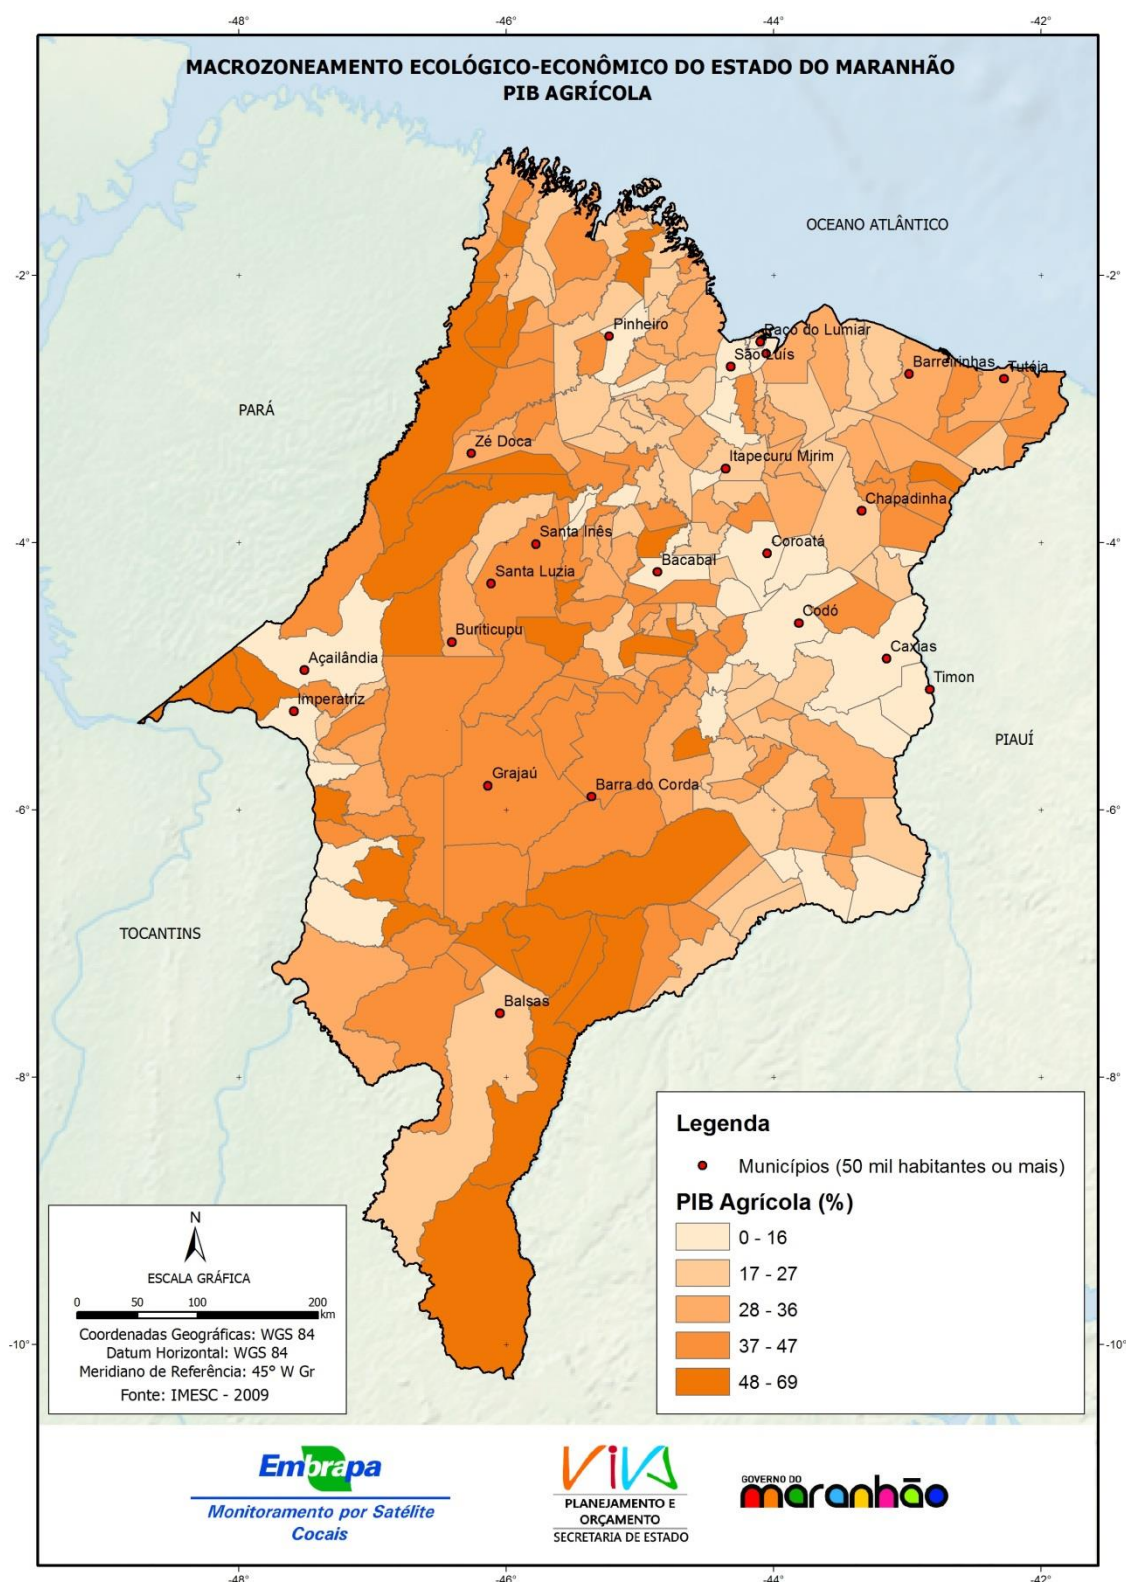 -48°
-46°
-44°
-42°
MACROZONEAMENTO ECOLÓGICO-ECONÔMICO DO ESTADO DO MARANHÃO
PIB AGRÍCOLA
OCEANO ATLÂNTICO
-2°
-2°
Pinheiro
Paço do Lumiar
São Luís
Barreirinhas
Tutóia
PARÁ
Zé Doca
Itapecuru Mirim
Chapadinha
Santa Inês
Coroatá
-4°
-4°
Bacabal
Santa Luzia
Codó
Buriticupu
Caxias
Açailândia
Timon
Imperatriz
PIAUÍ
Grajaú
Barra do Corda
-6°
-6°
TOCANTINS
Balsas
-8°
-8°
Legenda
Municípios (50 mil habitantes ou mais)
PIB Agrícola (%)
0 - 16
17 - 27
28 - 36
37 - 47
48 - 69
N
ESCALA GRÁFICA
0 50 100 200
km
Coordenadas Geográficas: WGS 84
Datum Horizontal: WGS 84
Meridiano de Referência: 45° W Gr
Fonte: IMESC - 2009
-10°
-10°
Embrapa
Monitoramento por Satélite
Cocais
VIVA
PLANEJAMENTO E
ORÇAMENTO
SECRETARIA DE ESTADO
GOVERNO DO
maranhão
-48°
-46°
-44°
-42°